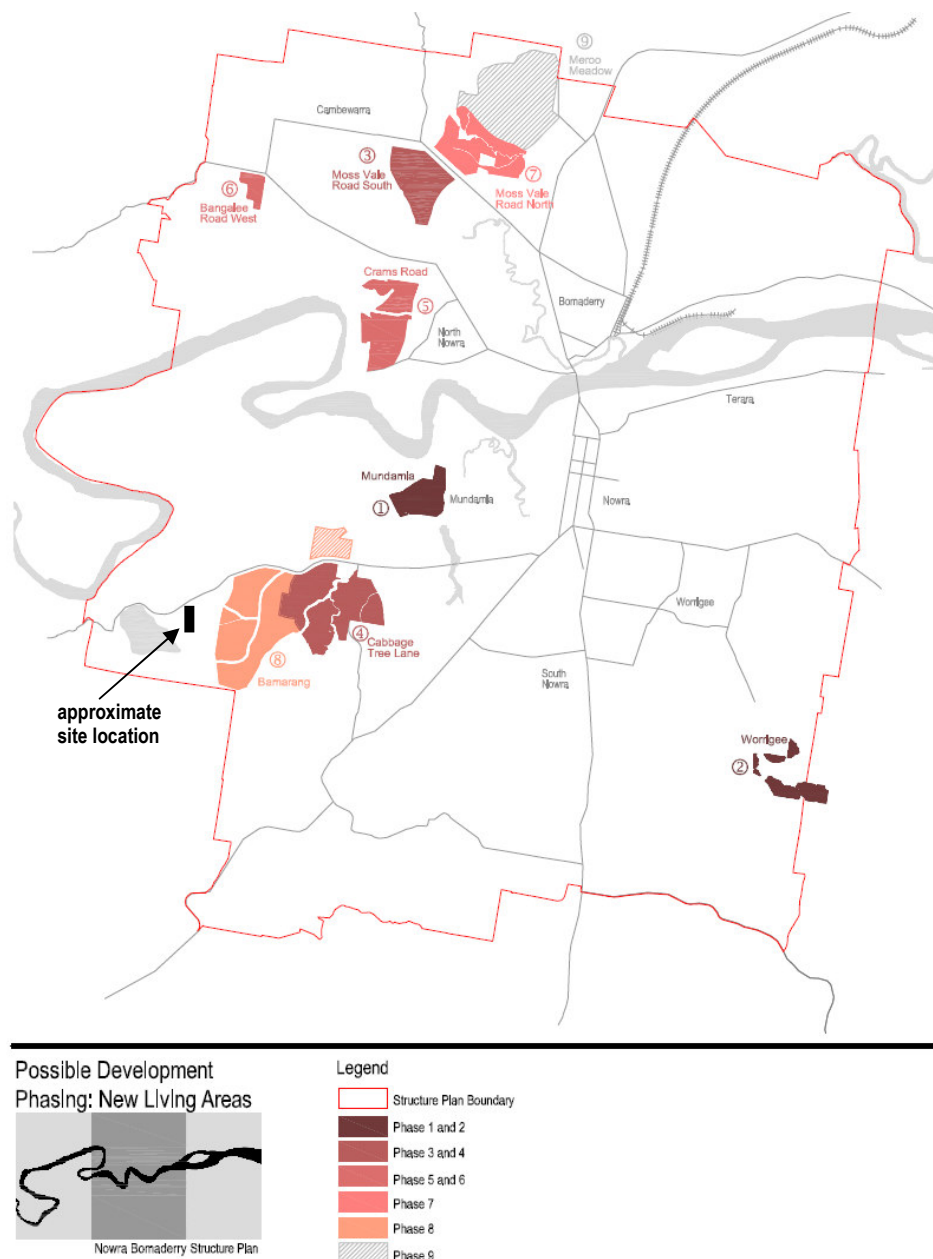 ⑨
Meroo
Meadow
Cambewarra
③
Moss Vale
Road South
⑦
Moss Vale
Road North
⑥
Bangalee
Road West
Crams Road
⑤
Bomaderry
North
Nowra
Terara
Mundamia
①
Mundamia
Nowra
Worrigee
④
Cabbage
Tree Lane
⑧
Bamarang
South
Nowra
approximate
site location
Worrigee
②
Possible Development
Phasing: New Living Areas
Nowra Bomaderry Structure Plan
Legend
Structure Plan Boundary
Phase 1 and 2
Phase 3 and 4
Phase 5 and 6
Phase 7
Phase 8
Phase 9